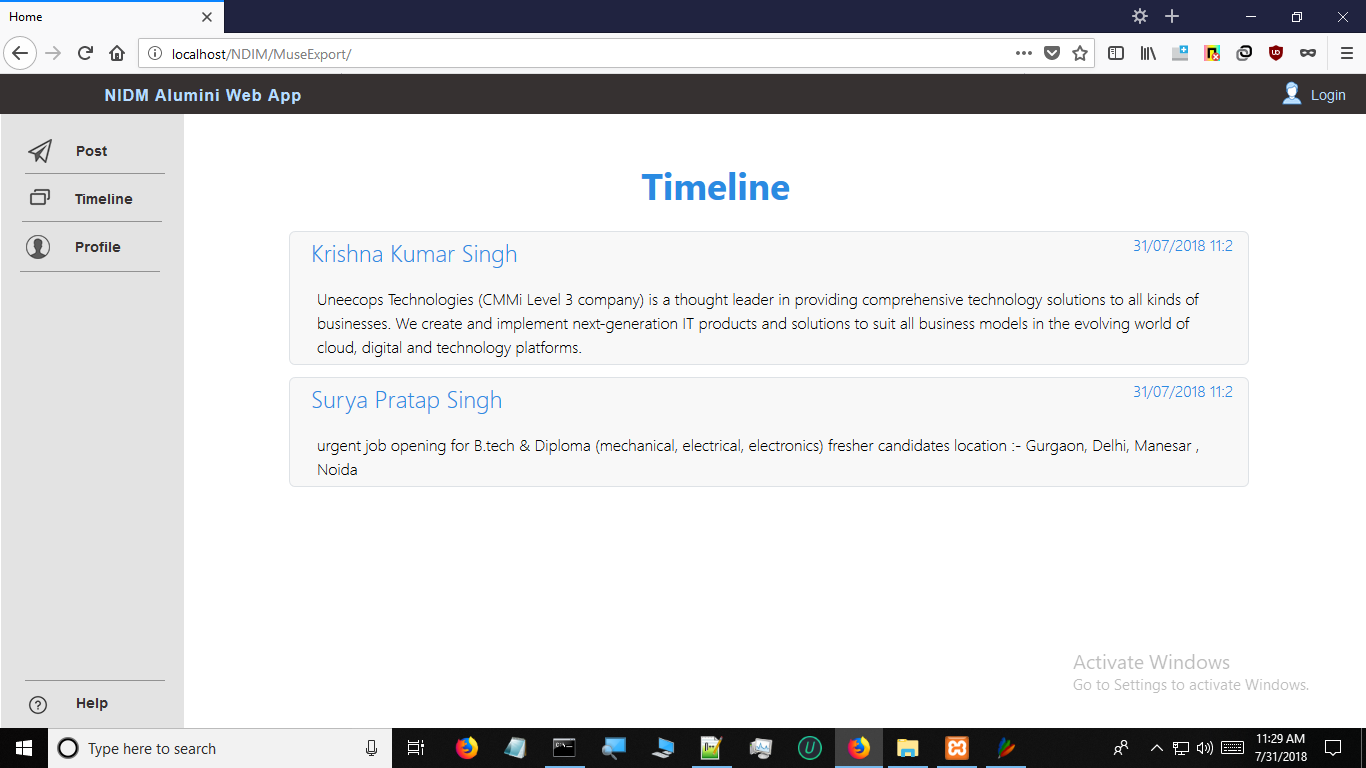 Home
localhost/NDIM/MuseExport/
NIDM Alumini Web App
Login
Post
Timeline
Profile
Help
Timeline
Krishna Kumar Singh
31/07/2018 11:2
Uneecops Technologies (CMMi Level 3 company) is a thought leader in providing comprehensive technology solutions to all kinds of
businesses. We create and implement next-generation IT products and solutions to suit all business models in the evolving world of
cloud, digital and technology platforms.
Surya Pratap Singh
31/07/2018 11:2
urgent job opening for B.tech & Diploma (mechanical, electrical, electronics) fresher candidates location :- Gurgaon, Delhi, Manesar ,
Noida
Activate Windows
Go to Settings to activate Windows.
Type here to search
11:29 AM
7/31/2018